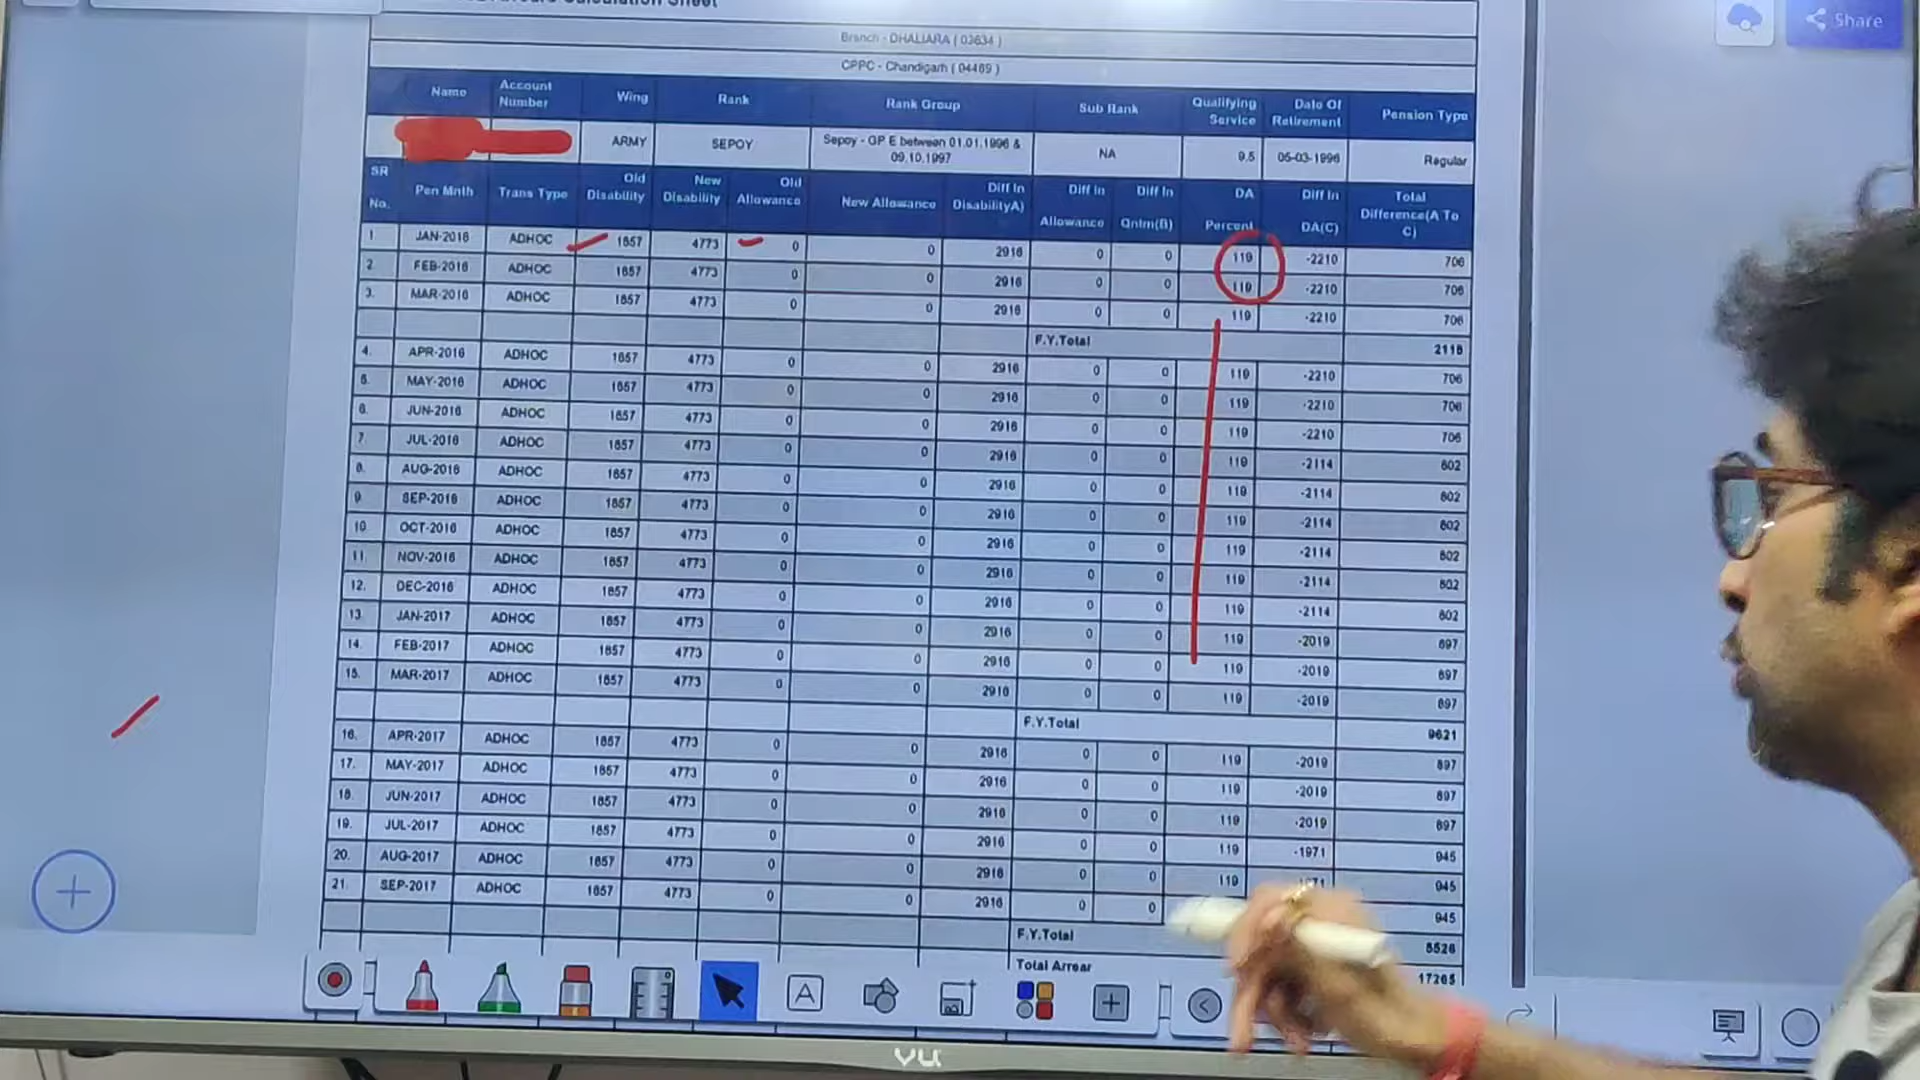 Share
Branch - DHALIARA ( 03634 )
CPPC - Chandigarh ( 04469 )
Name Account Number Wing Rank Rank Group Sub Rank Qualifying Service Date Of Retirement Pension Type
ARMY SEPOY Sepoy - GP E between 01.01.1996 & 09.10.1997 NA 9.5 05-03-1996 Regular
SR No. Pen Mnth Trans Type Old Disability New Disability Old Allowance New Allowance Diff In DisabilityA) Diff In Allowance Diff In Qntm(B) DA Percent Diff In DA(C) Total Difference(A To C)
1 JAN-2016 ADHOC 1857 4773 0 0 2916 0 0 119 -2210 706
2 FEB-2016 ADHOC 1857 4773 0 0 2916 0 0 119 -2210 706
3. MAR-2016 ADHOC 1857 4773 0 0 2916 0 0 119 -2210 706
F.Y.Total 2118
4. APR-2016 ADHOC 1857 4773 0 0 2916 0 0 119 -2210 706
5. MAY-2016 ADHOC 1857 4773 0 0 2916 0 0 119 -2210 706
6. JUN-2016 ADHOC 1857 4773 0 0 2916 0 0 119 -2210 706
7. JUL-2016 ADHOC 1857 4773 0 0 2916 0 0 119 -2114 802
8. AUG-2016 ADHOC 1857 4773 0 0 2916 0 0 119 -2114 802
9. SEP-2016 ADHOC 1857 4773 0 0 2916 0 0 119 -2114 802
10. OCT-2016 ADHOC 1857 4773 0 0 2916 0 0 119 -2114 802
11. NOV-2016 ADHOC 1857 4773 0 0 2916 0 0 119 -2114 802
12. DEC-2016 ADHOC 1857 4773 0 0 2916 0 0 119 -2114 802
13. JAN-2017 ADHOC 1857 4773 0 0 2916 0 0 119 -2019 897
14. FEB-2017 ADHOC 1857 4773 0 0 2916 0 0 119 -2019 897
15. MAR-2017 ADHOC 1857 4773 0 0 2916 0 0 119 -2019 897
F.Y.Total 9621
16. APR-2017 ADHOC 1857 4773 0 0 2916 0 0 119 -2019 897
17. MAY-2017 ADHOC 1857 4773 0 0 2916 0 0 119 -2019 897
18. JUN-2017 ADHOC 1857 4773 0 0 2916 0 0 119 -2019 897
19. JUL-2017 ADHOC 1857 4773 0 0 2916 0 0 119 -1971 945
20. AUG-2017 ADHOC 1857 4773 0 0 2916 0 0 119 945
21. SEP-2017 ADHOC 1857 4773 0 0 2916 0 0 945
F.Y.Total 5526
Total Arrear 17265
A
VU